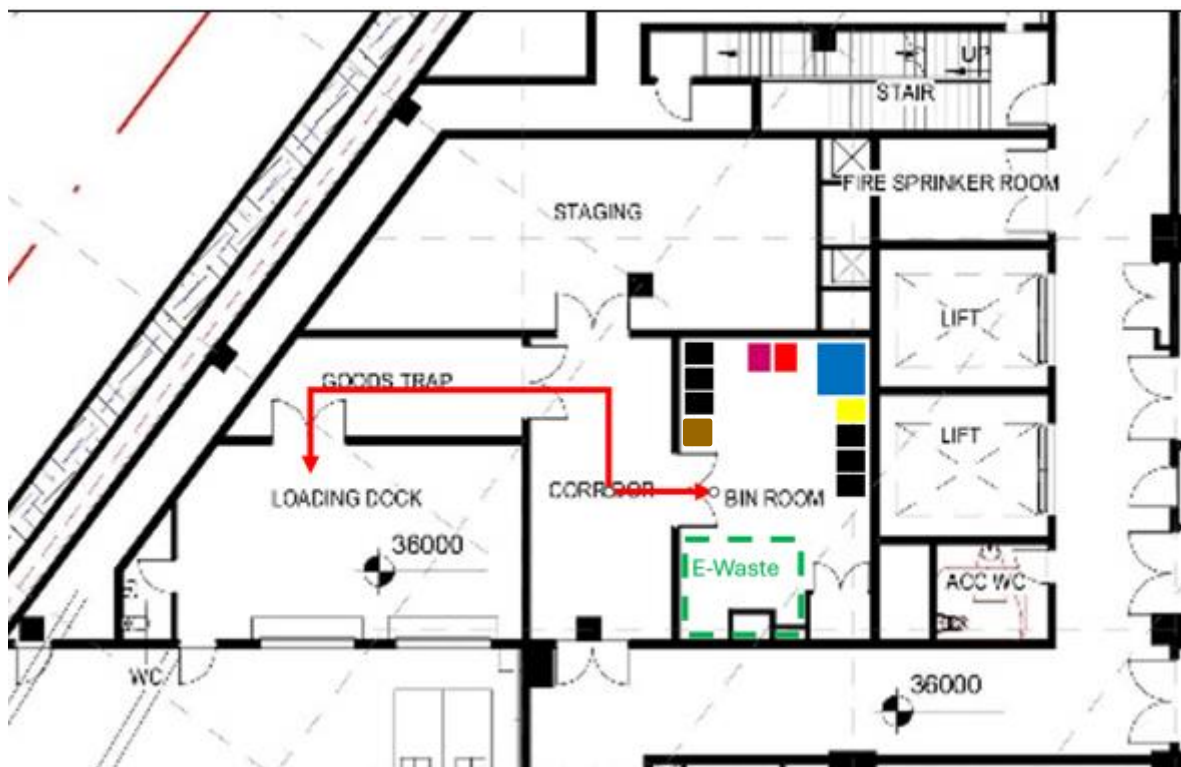 U
STAIR
FIRE SPRINKER ROOM
STAGING
LIFT
GOODS TRAP
LIFT
LOADING DOCK
CORRIDOR
BIN ROOM
36000
E-Waste
ACC WC
WC
36000